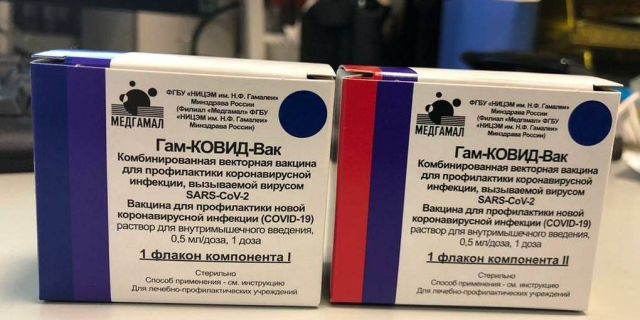 МЕДГАМАЛ
ФГБУ «НИЦЭМ им. Н.Ф. Гамалеи»
Минздрава России
(Филиал «Медгамал» ФГБУ
«НИЦЭМ им. Н.Ф. Гамалеи»
Минздрава России)
Гам-КОВИД-Вак
Комбинированная векторная вакцина
для профилактики коронавирусной
инфекции, вызываемой вирусом
SARS-CoV-2
Вакцина для профилактики новой
коронавирусной инфекции (COVID-19)
раствор для внутримышечного введения,
0,5 мл/доза, 1 доза
1 флакон компонента I
Стерильно
Способ применения - см. инструкцию
Для лечебно-профилактических учреждений
МЕДГАМАЛ
ФГБУ «НИЦЭМ им. Н.Ф. Гамалеи»
Минздрава России
(Филиал «Медгамал» ФГБУ
«НИЦЭМ им. Н.Ф. Гамалеи»
Минздрава России)
Гам-КОВИД-Вак
Комбинированная векторная вакцина
для профилактики коронавирусной
инфекции, вызываемой вирусом
SARS-CoV-2
Вакцина для профилактики новой
коронавирусной инфекции (COVID-19)
раствор для внутримышечного введения,
0,5 мл/доза, 1 доза
1 флакон компонента II
Стерильно
Способ применения - см. инструкцию
Для лечебно-профилактических учреждений